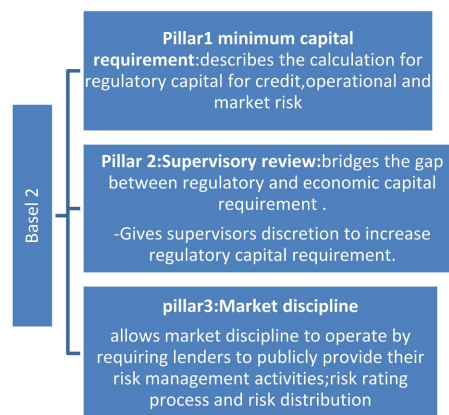 Basel 2
Pillar1 minimum capital
requirement:describes the calculation for
regulatory capital for credit,operational and
market risk
Pillar 2:Supervisory review:bridges the gap
between regulatory and economic capital
requirement .
-Gives supervisors discretion to increase
regulatory capital requirement.
pillar3:Market discipline
allows market discipline to operate by
requiring lenders to publicly provide their
risk management activities;risk rating
process and risk distribution